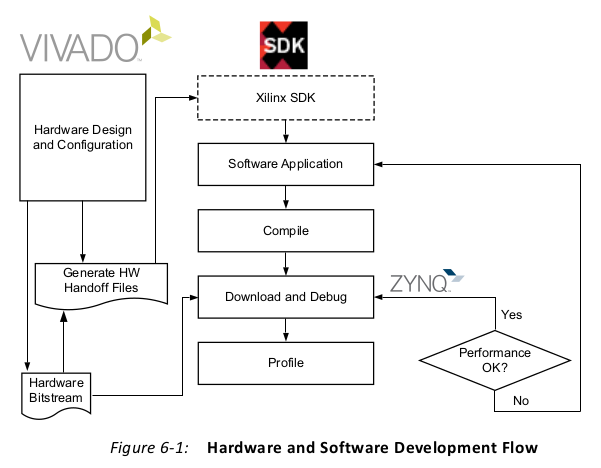 VIVADO
SDK
Hardware Design
and Configuration
Xilinx SDK
Software Application
Compile
Generate HW
Handoff Files
Download and Debug
ZYNQ
Yes
Performance
OK?
No
Profile
Hardware
Bitstream
Figure 6-1: Hardware and Software Development Flow